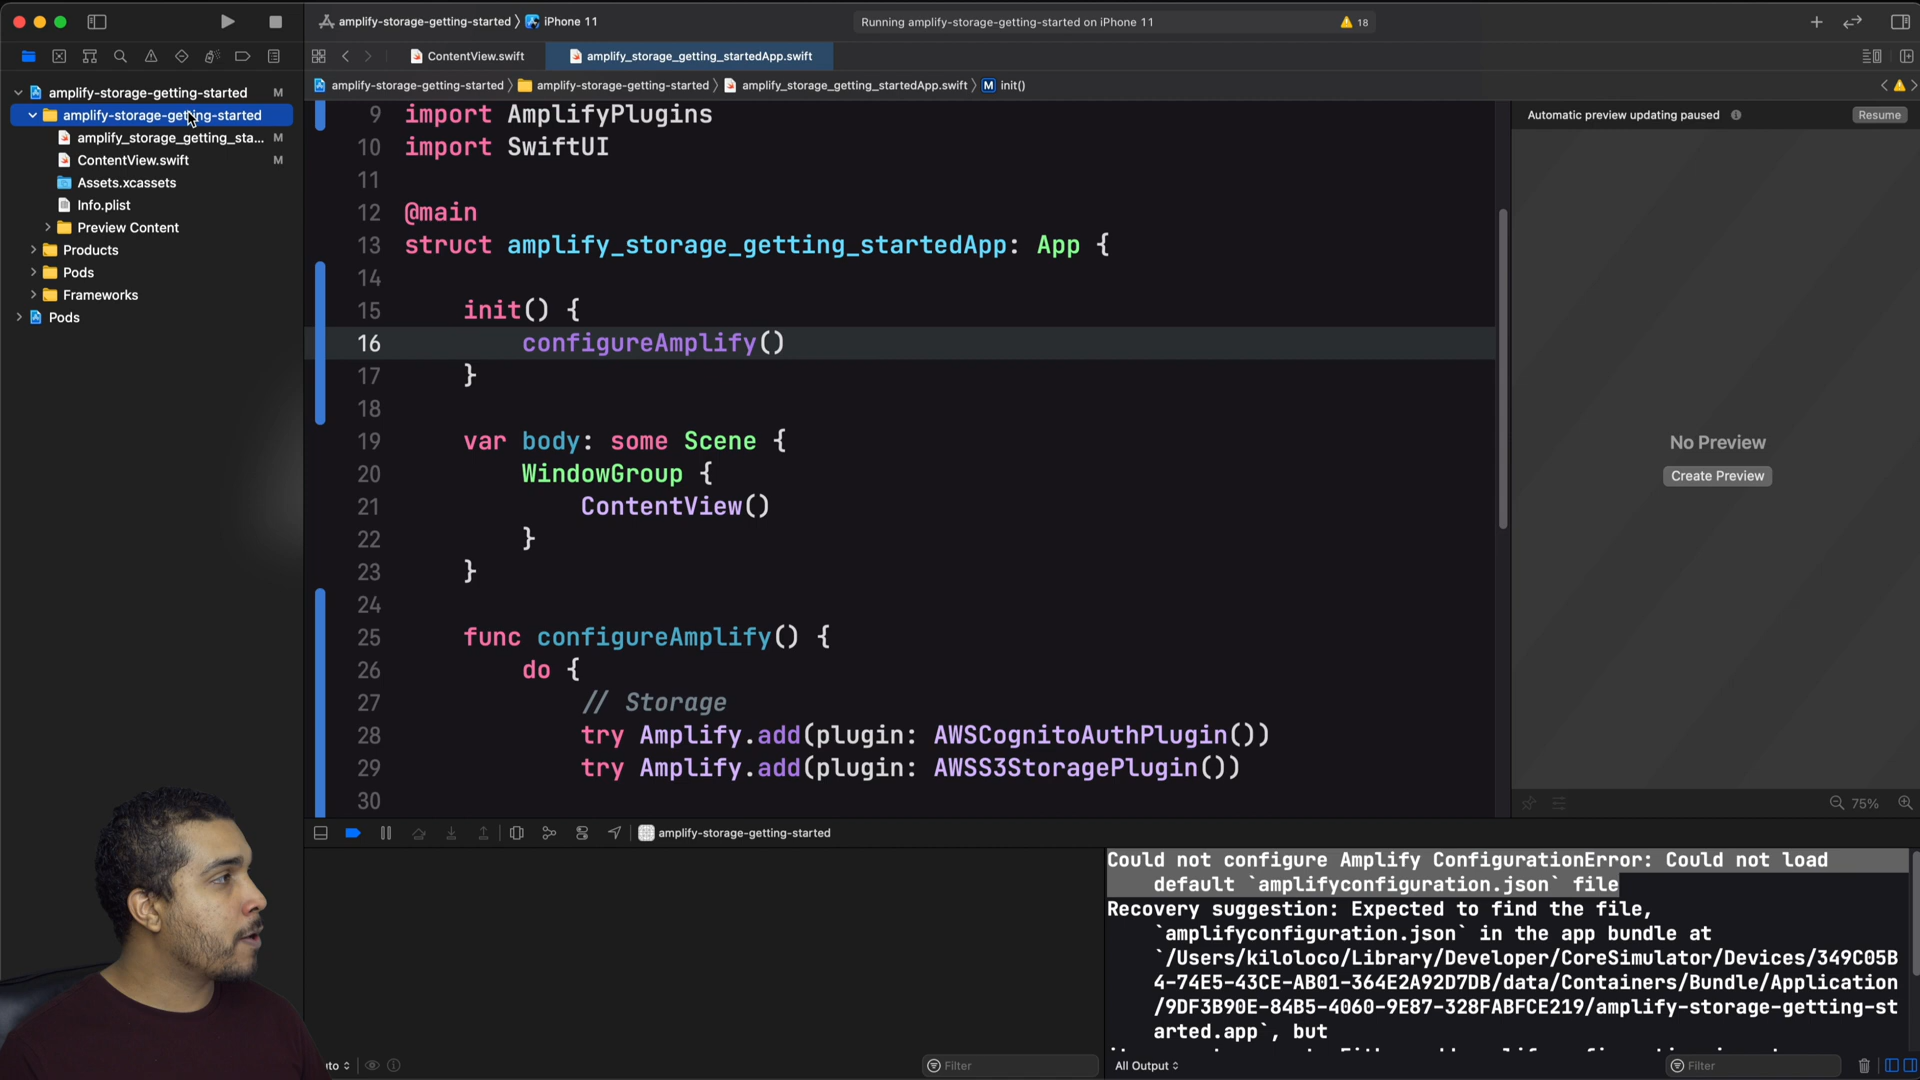 amplify-storage-getting-started
iPhone 11
Running amplify-storage-getting-started on iPhone 11
18
ContentView.swift
amplify_storage_getting_startedApp.swift
amplify-storage-getting-started
amplify-storage-getting-started
amplify_storage_getting_startedApp.swift
M
init()
amplify-storage-getting-started
M
amplify-storage-getting-started
amplify_storage_getting_sta...
M
ContentView.swift
M
Assets.xcassets
Info.plist
Preview Content
Products
Pods
Frameworks
Pods
9 import AmplifyPlugins
10 import SwiftUI
11
12 @main
13 struct amplify_storage_getting_startedApp: App {
14
15 init() {
16 configureAmplify()
17 }
18
19 var body: some Scene {
20 WindowGroup {
21 ContentView()
22 }
23 }
24
25 func configureAmplify() {
26 do {
27 // Storage
28 try Amplify.add(plugin: AWSCognitoAuthPlugin())
29 try Amplify.add(plugin: AWSS3StoragePlugin())
30
Automatic preview updating paused
Resume
No Preview
Create Preview
75%
amplify-storage-getting-started
Could not configure Amplify ConfigurationError: Could not load
default `amplifyconfiguration.json` file
Recovery suggestion: Expected to find the file,
`amplifyconfiguration.json` in the app bundle at
`/Users/kiloloco/Library/Developer/CoreSimulator/Devices/349C05B
4-74E5-43CE-AB01-364E2A92D7DB/data/Containers/Bundle/Application
/9DF3B90E-84B5-4060-9E87-328FABFCE219/amplify-storage-getting-st
arted.app`, but
Filter
All Output
Filter